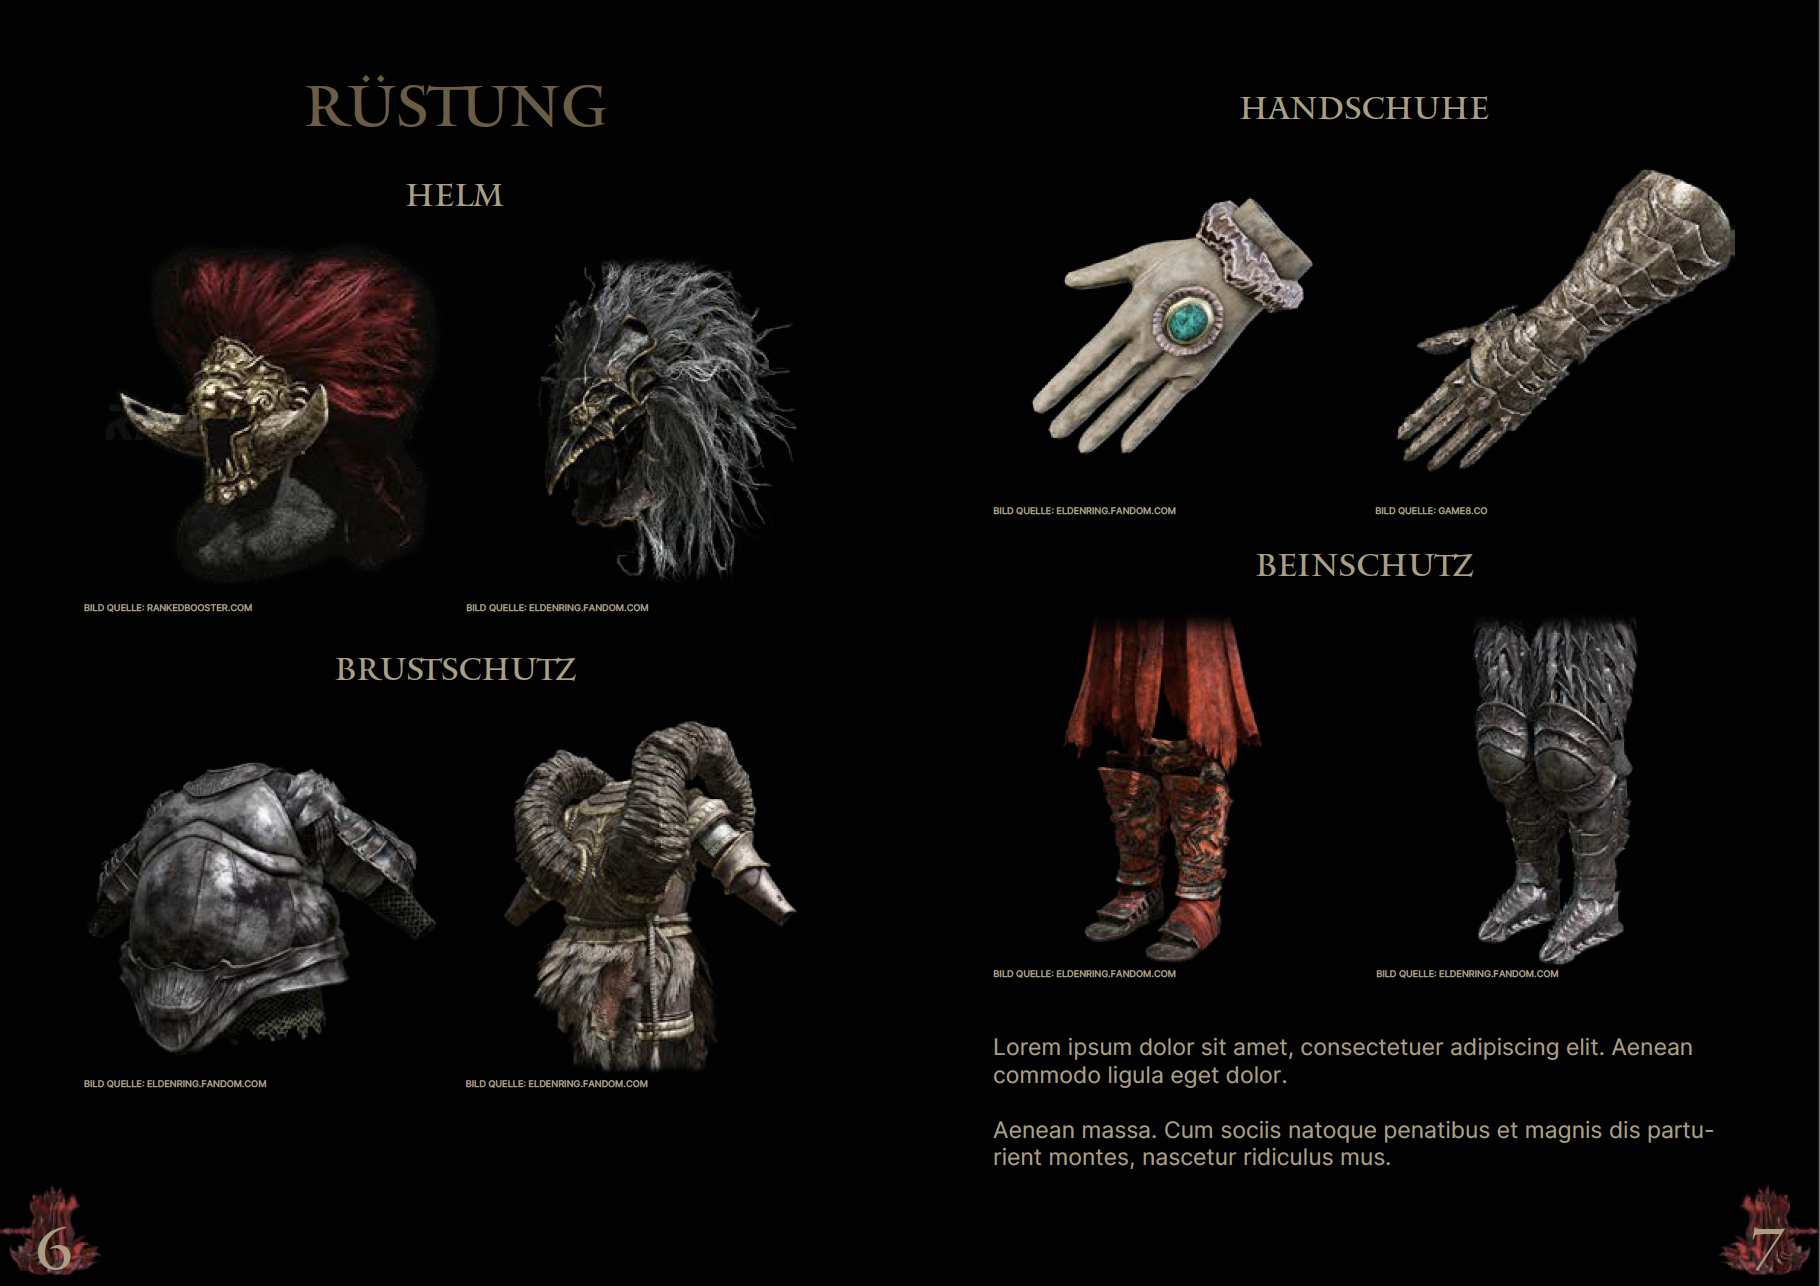 RÜSTUNG
HELM
BILD QUELLE: RANKEDBOOSTER.COM
BILD QUELLE: ELDENRING.FANDOM.COM
BRUSTSCHUTZ
BILD QUELLE: ELDENRING.FANDOM.COM
BILD QUELLE: ELDENRING.FANDOM.COM
6
HANDSCHUHE
BILD QUELLE: ELDENRING.FANDOM.COM
BILD QUELLE: GAME8.CO
BEINSCHUTZ
BILD QUELLE: ELDENRING.FANDOM.COM
BILD QUELLE: ELDENRING.FANDOM.COM
Lorem ipsum dolor sit amet, consectetuer adipiscing elit. Aenean
commodo ligula eget dolor.
Aenean massa. Cum sociis natoque penatibus et magnis dis partu-
rient montes, nascetur ridiculus mus.
7